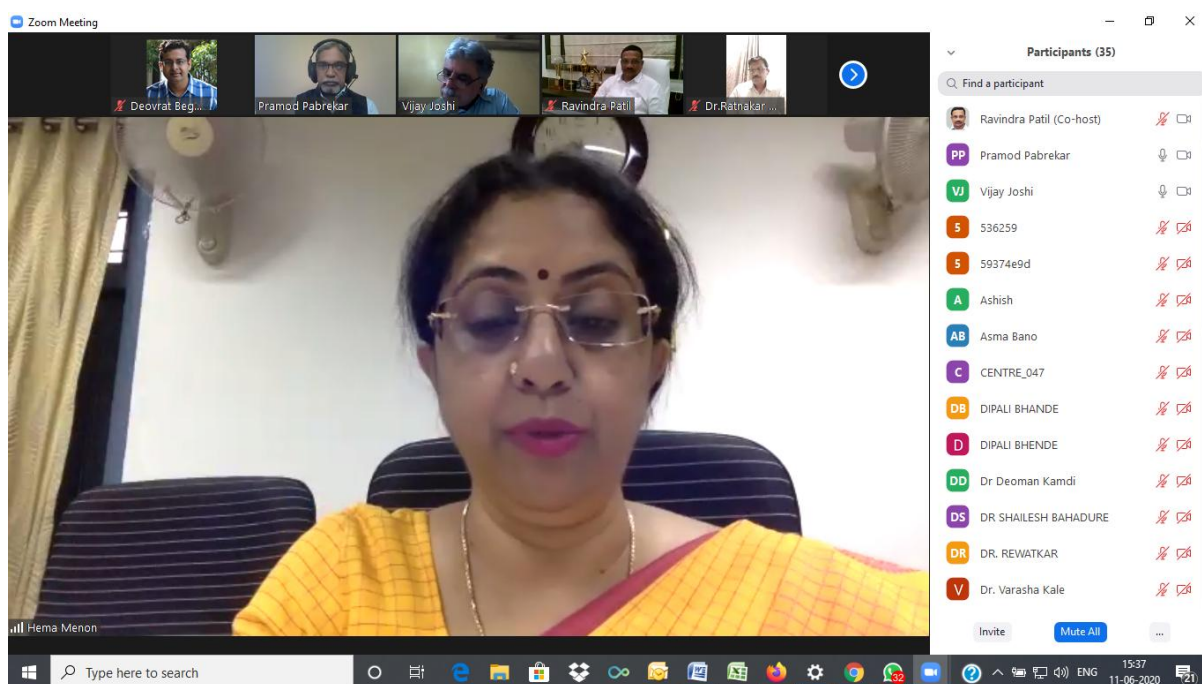 Zoom Meeting
Deovrat Beg...
Pramod Pabrekar
Vijay Joshi
Ravindra Patil
Dr.Ratnakar ...
Hema Menon
Participants (35)
Find a participant
Ravindra Patil (Co-host)
PP Pramod Pabrekar
VJ Vijay Joshi
5 536259
5 59374e9d
A Ashish
AB Asma Bano
C CENTRE_047
DB DIPALI BHANDE
D DIPALI BHENDE
DD Dr Deoman Kamdi
DS DR SHAILESH BAHADURE
DR DR. REWATKAR
V Dr. Varasha Kale
Invite
Mute All
...
Type here to search
32
ENG
15:37
11-06-2020
21